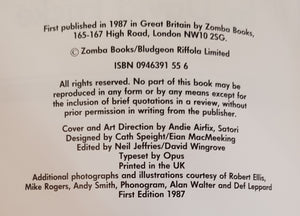 First published in 1987 in Great Britain by Zomba Books,
165-167 High Road, London NW10 2SG.
© Zomba Books/Bludgeon Riffola Limited
ISBN 0946391 55 6
All rights reserved. No part of this book may be
reproduced in any form or by any means except for
the inclusion of brief quotations in a review, without
prior permission in writing from the publisher.
Cover and Art Direction by Andie Airfix, Satori
Designed by Cath Speight/Eian MacMeeking
Edited by Neil Jeffries/David Wingrove
Typeset by Opus
Printed in the UK
Additional photographs and illustrations courtesy of Robert Ellis,
Mike Rogers, Andy Smith, Phonogram, Alan Walter and Def Leppard
First Edition 1987